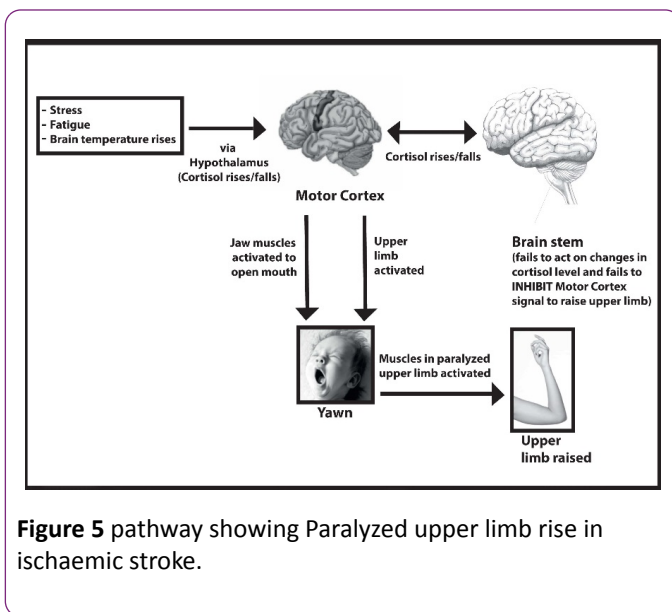 - Stress
- Fatigue
- Brain temperature rises
via
Hypothalamus
(Cortisol rises/falls)
Motor Cortex
Cortisol rises/falls
Brain stem
(fails to act on changes in
cortisol level and fails to
INHIBIT Motor Cortex
signal to raise upper limb)
Jaw muscles
activated to
open mouth
Upper
limb
activated
Yawn
Muscles in paralyzed
upper limb activated
Upper
limb raised
Figure 5 pathway showing Paralyzed upper limb rise in
ischaemic stroke.